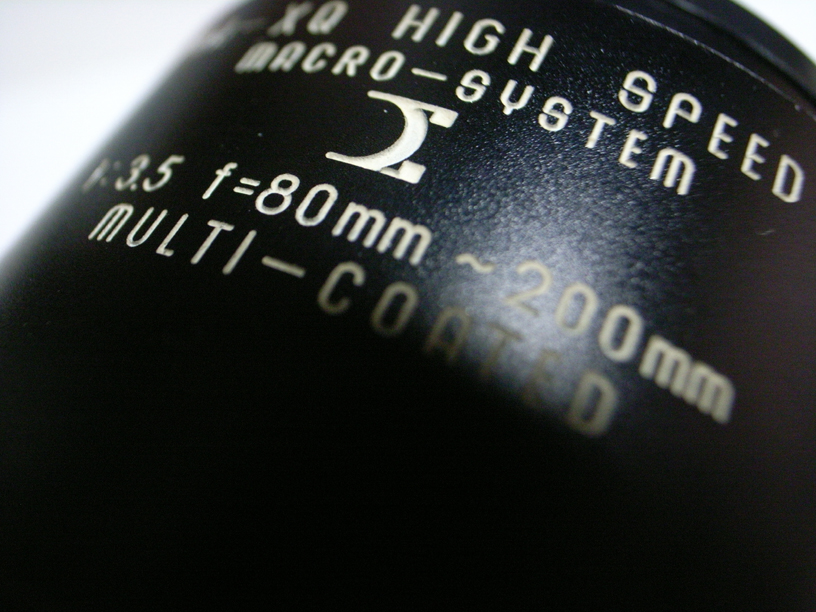 XQ HIGH SPEED
MACRO-SYSTEM
Σ
1:3.5 f=80mm ~ 200mm
MULTI-COATED